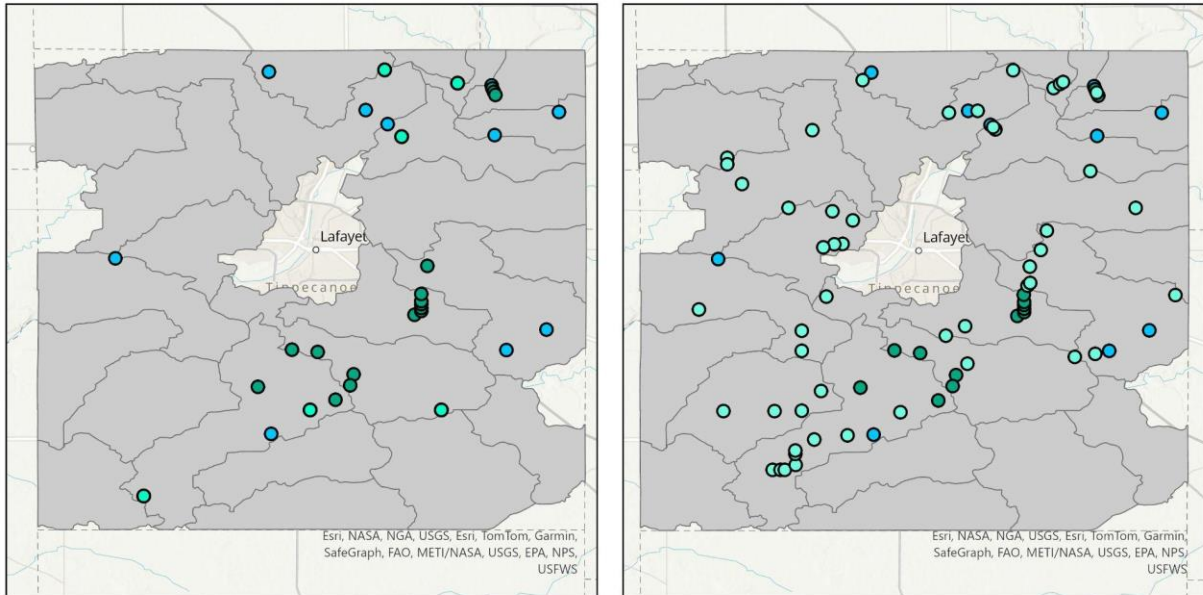 Lafayet
Tippecanoe
Esri, NASA, NGA, USGS, Esri, TomTom, Garmin,
SafeGraph, FAO, METI/NASA, USGS, EPA, NPS,
USFWS
Lafayet
Tippecanoe
Esri, NASA, NGA, USGS, Esri, TomTom, Garmin,
SafeGraph, FAO, METI/NASA, USGS, EPA, NPS,
USFWS